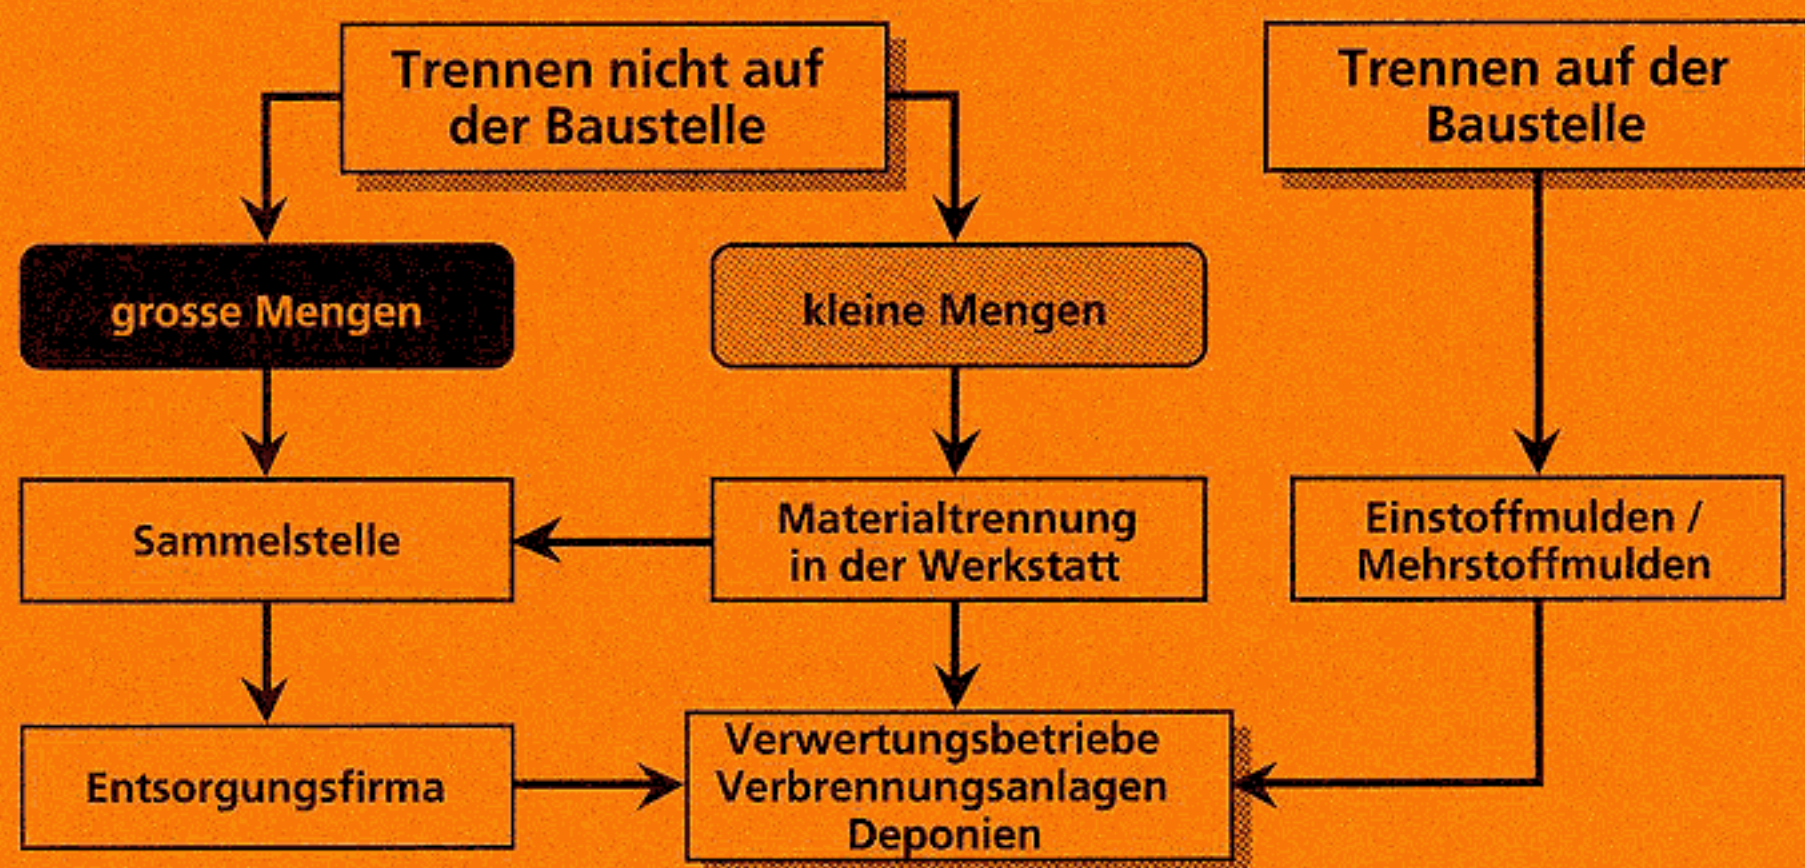 Trennen nicht auf
der Baustelle
Trennen auf der
Baustelle
grosse Mengen
kleine Mengen
Sammelstelle
Materialtrennung
in der Werkstatt
Einstoffmulden /
Mehrstoffmulden
Entsorgungsfirma
Verwertungsbetriebe
Verbrennungsanlagen
Deponien